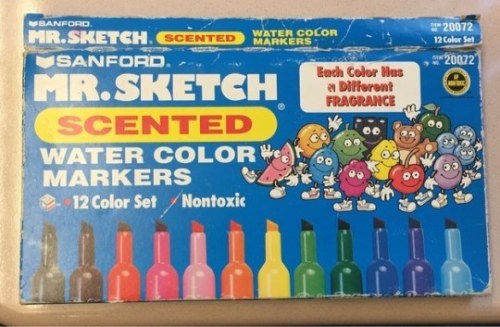 SANFORD®
MR. SKETCH® SCENTED WATER COLOR MARKERS
ITEM NO. 20072
12 Color Set
SANFORD®
MR. SKETCH®
SCENTED
WATER COLOR
MARKERS
• 12 Color Set • Nontoxic
ITEM NO. 20072
Each Color Has
a Different
FRAGRANCE